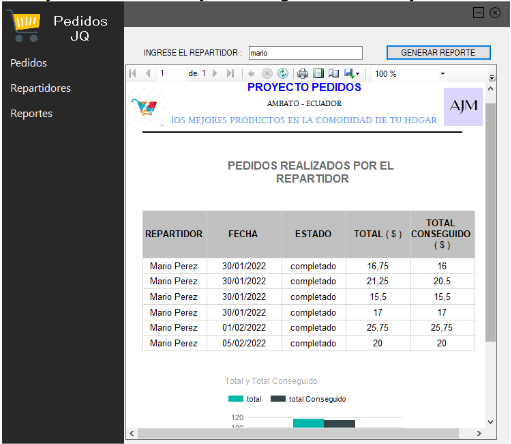 Pedidos
JQ
Pedidos
Repartidores
Reportes
INGRESE EL REPARTIDOR :
mario
GENERAR REPORTE
1 de 1
100 %
PROYECTO PEDIDOS
AMBATO - ECUADOR
LOS MEJORES PRODUCTOS EN LA COMODIDAD DE TU HOGAR
AJM
PEDIDOS REALIZADOS POR EL
REPARTIDOR
REPARTIDOR FECHA ESTADO TOTAL ( $ ) TOTAL CONSEGUIDO ( $ )
Mario Perez 30/01/2022 completado 16,75 16
Mario Perez 30/01/2022 completado 21,25 20,5
Mario Perez 30/01/2022 completado 15,5 15,5
Mario Perez 30/01/2022 completado 17 17
Mario Perez 01/02/2022 completado 25,75 25,75
Mario Perez 05/02/2022 completado 20 20
Total y Total Conseguido
total total Conseguido
120